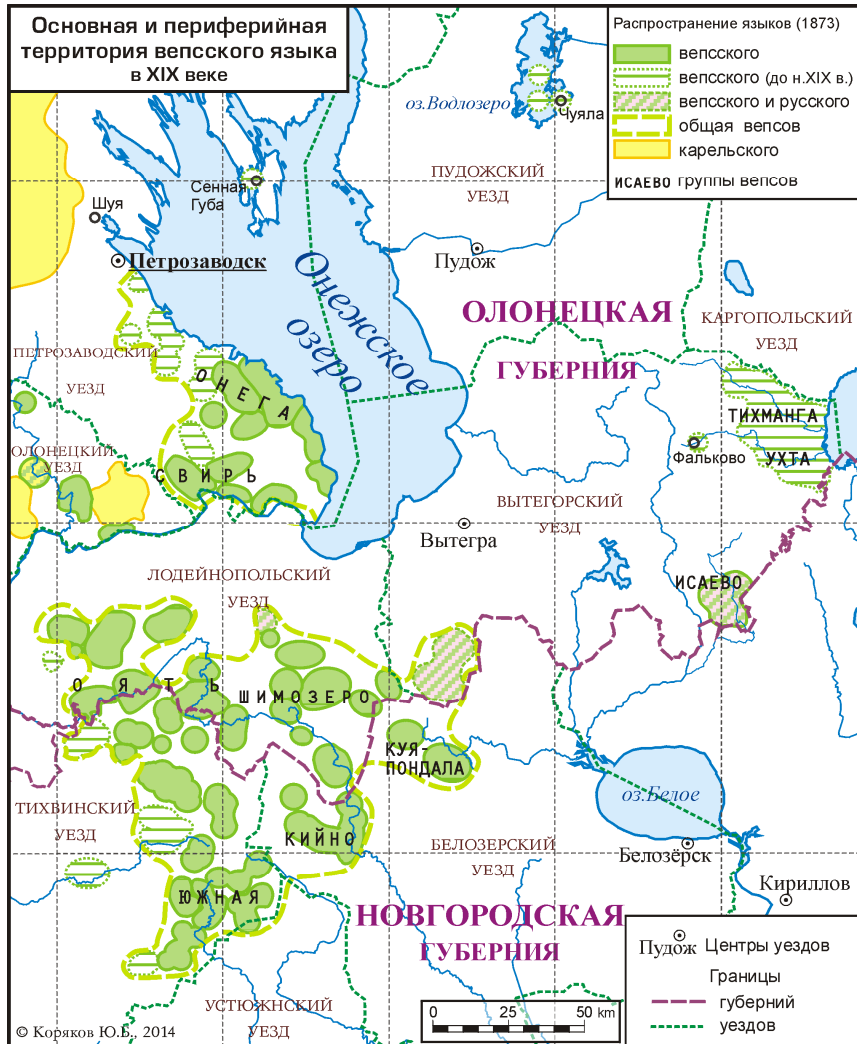 Основная и периферийная
территория вепсского языка
в XIX веке
Распространение языков (1873)
вепсского
вепсского (до н.XIX в.)
вепсского и русского
общая вепсов
карельского
ИСАЕВО группы вепсов
оз.Водлозеро
Чуяла
ПУДОЖСКИЙ
УЕЗД
Сенная
Губа
Шуя
Петрозаводск
Пудож
Онежское
озеро
ОЛОНЕЦКАЯ
ГУБЕРНИЯ
КАРГОПОЛЬСКИЙ
УЕЗД
ПЕТРОЗАВОДСКИЙ
УЕЗД
ОНЕГА
ТИХМАНГА
УХТА
Фальково
ОЛОНЕЦКИЙ
УЕЗД
СВИРЬ
ВЫТЕГОРСКИЙ
УЕЗД
Вытегра
ЛОДЕЙНОПОЛЬСКИЙ
УЕЗД
ИСАЕВО
ОЯТЬ
ШИМОЗЕРО
КУЯ-
ПОНДАЛА
оз.Белое
ТИХВИНСКИЙ
УЕЗД
КИЙНО
БЕЛОЗЕРСКИЙ
УЕЗД
Белозёрск
Кириллов
ЮЖНАЯ
НОВГОРОДСКАЯ
ГУБЕРНИЯ
УСТЮЖНСКИЙ
УЕЗД
Пудож Центры уездов
Границы
губерний
уездов
0 25 50 km
© Коряков Ю.Б., 2014